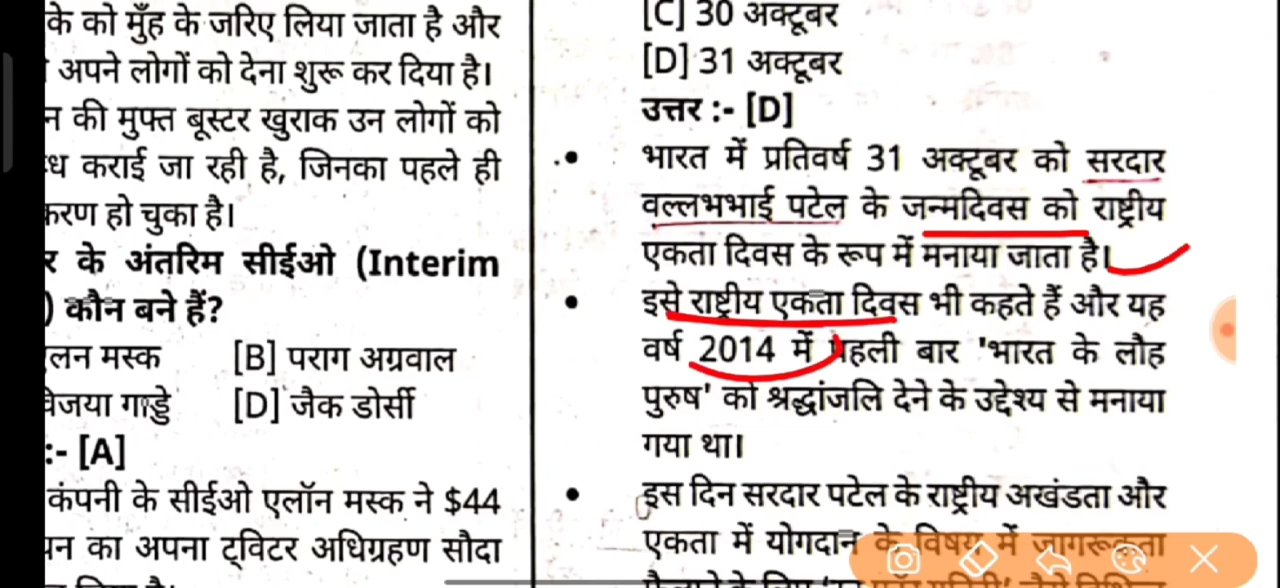 के को मुँह के जरिए लिया जाता है और
अपने लोगों को देना शुरू कर दिया है।
न की मुफ्त बूस्टर खुराक उन लोगों को
कराई जा रही है, जिनका पहले ही
हो चुका है।
के अंतरिम सीईओ (Interim
) कौन बने हैं?
मस्क [B] पराग अग्रवाल
गाड्डे [D] जैक डोर्सी
:- [A]
कंपनी के सीईओ एलॉन मस्क ने $44
का अपना ट्विटर अधिग्रहण सौदा
[C] 30 अक्टूबर
[D] 31 अक्टूबर
उत्तर :- [D]
• भारत में प्रतिवर्ष 31 अक्टूबर को सरदार
वल्लभभाई पटेल के जन्मदिवस को राष्ट्रीय
एकता दिवस के रूप में मनाया जाता है।
• इसे राष्ट्रीय एकता दिवस भी कहते हैं और यह
वर्ष 2014 में पहली बार 'भारत के लौह
पुरुष' को श्रद्धांजलि देने के उद्देश्य से मनाया
गया था।
• इस दिन सरदार पटेल के राष्ट्रीय अखंडता और
एकता में योगदान के विषय में जागरूकता